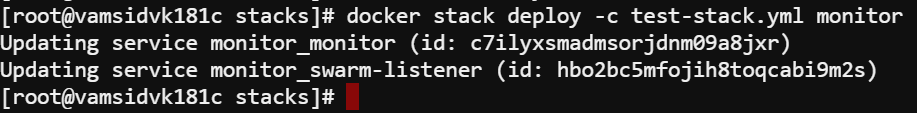 [root@vamsidvk181c stacks]# docker stack deploy -c test-stack.yml monitor
Updating service monitor_monitor (id: c7ilyxsmadmsorjdnm09a8jxr)
Updating service monitor_swarm-listener (id: hbo2bc5mfojih8toqcabi9m2s)
[root@vamsidvk181c stacks]#